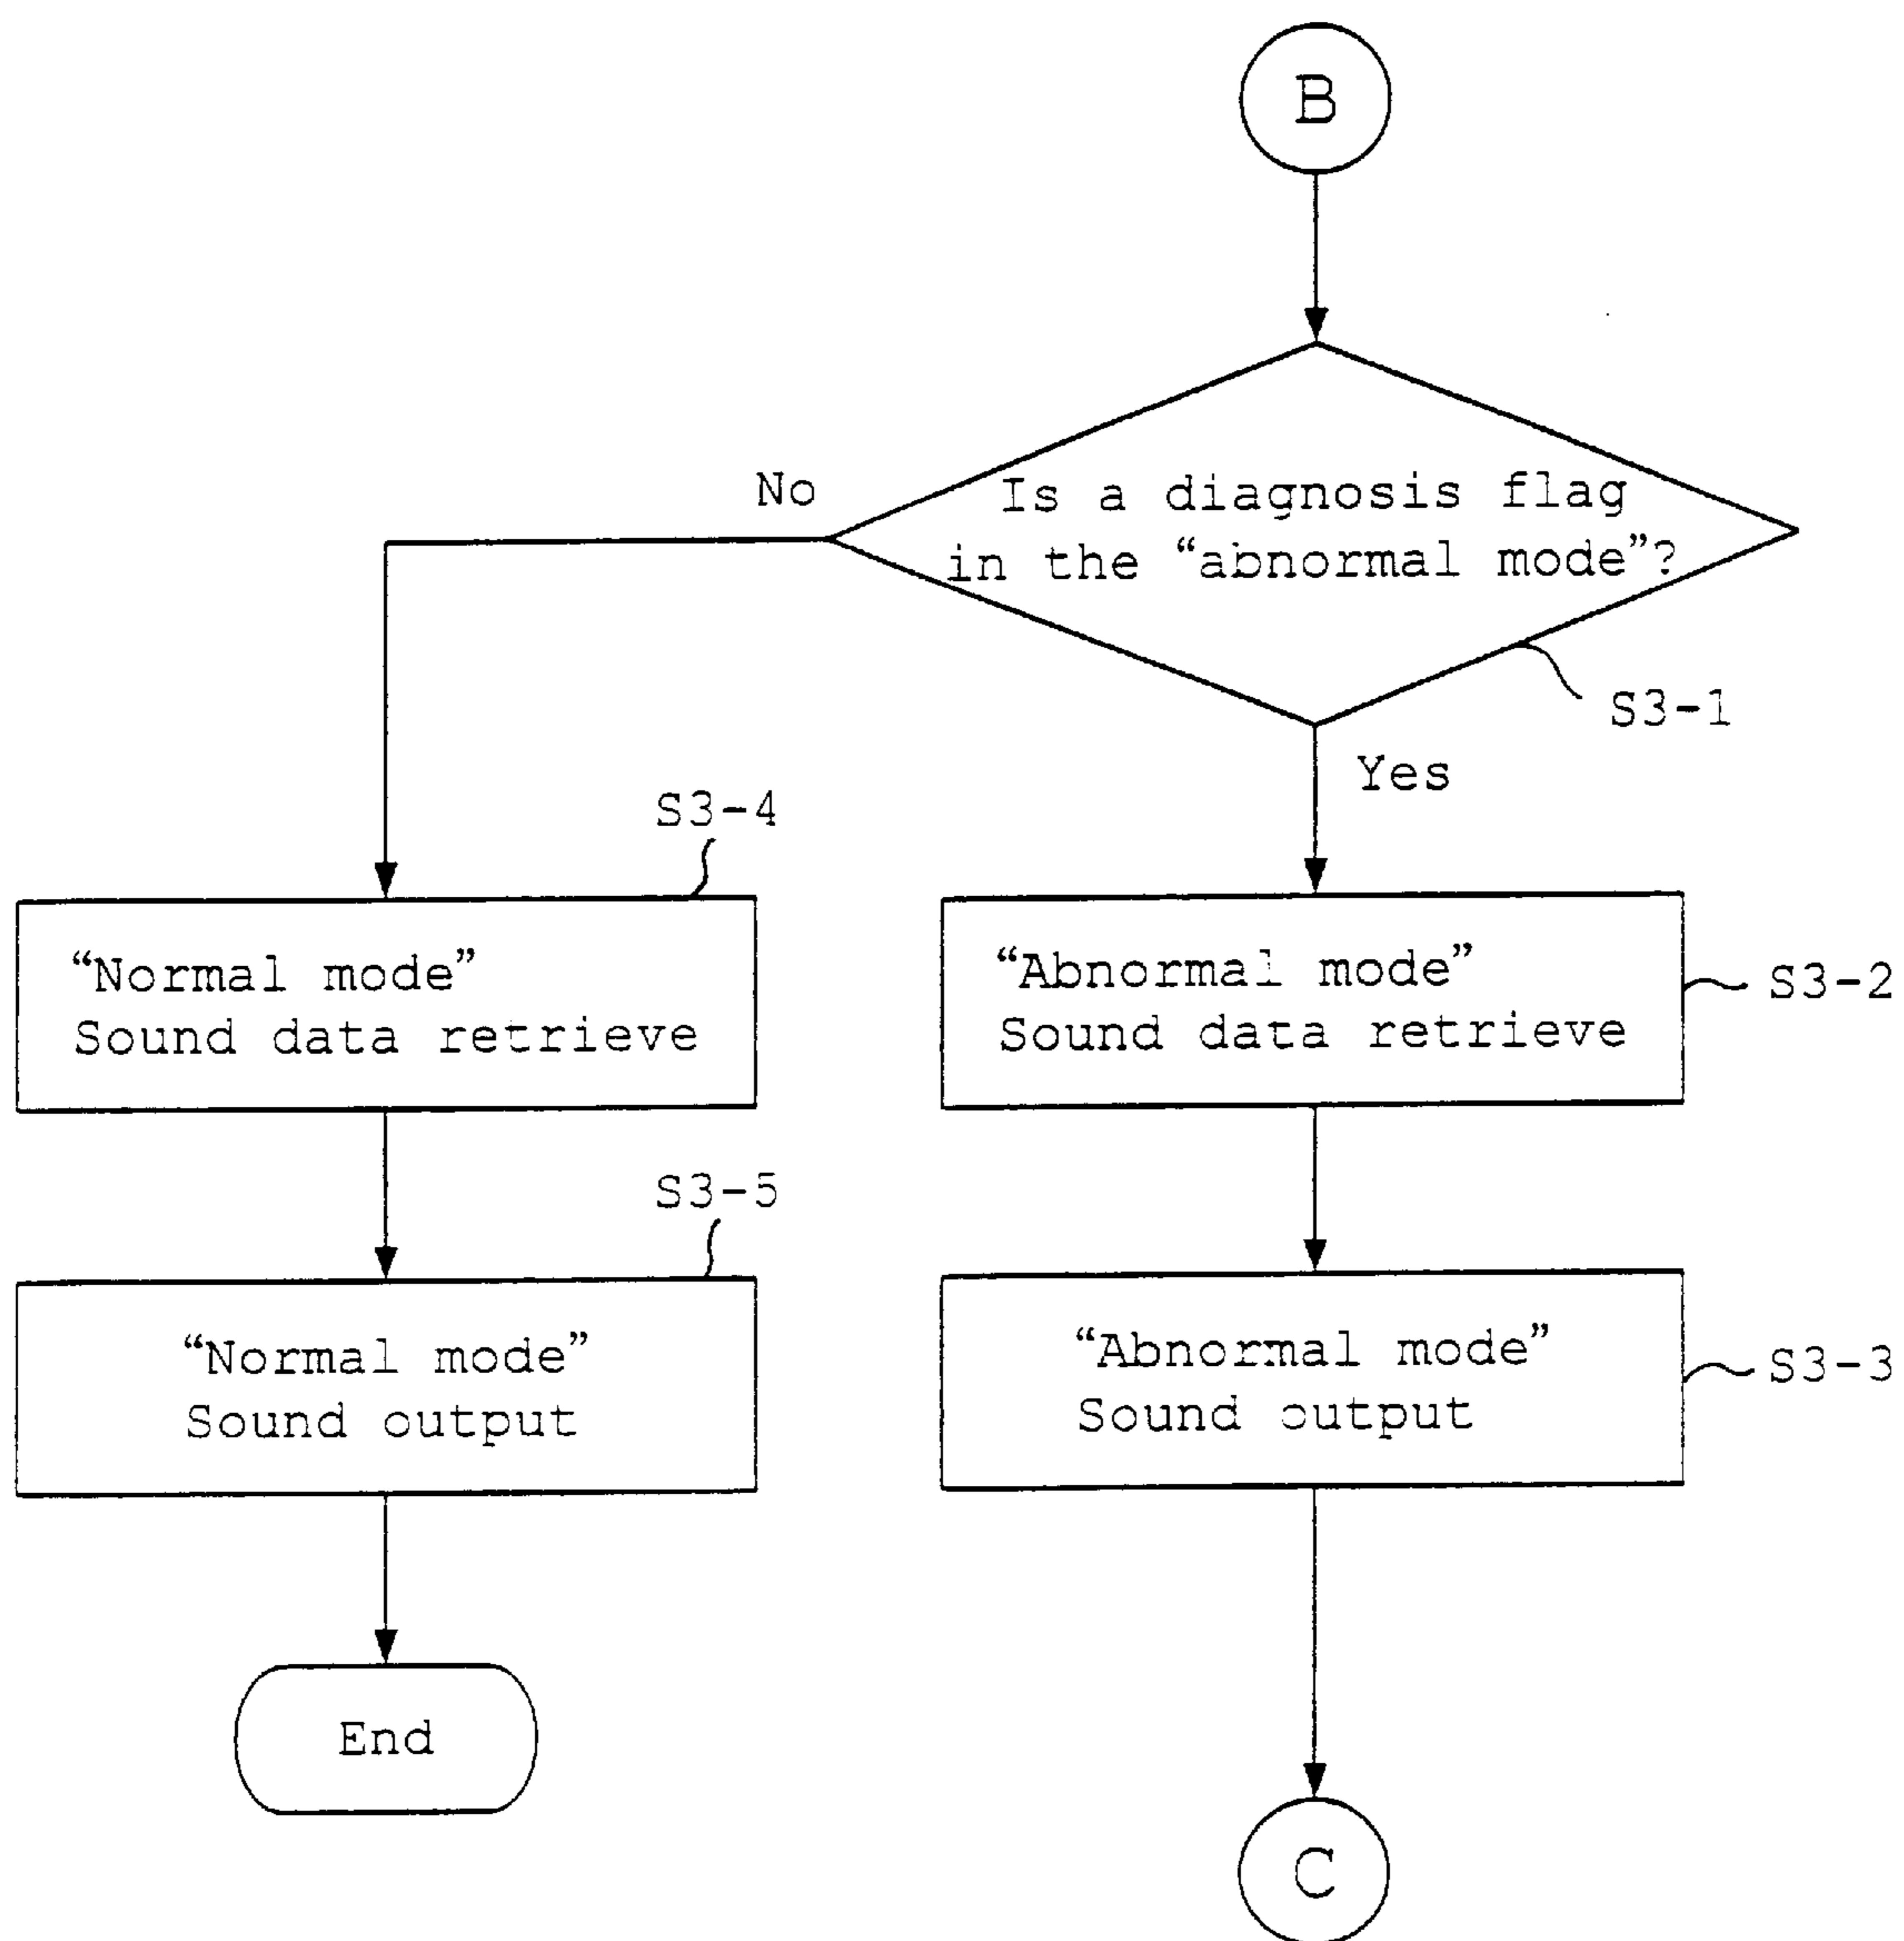 B
Is a diagnosis flag
in the “abnormal mode”?
No
S3-1
Yes
S3-4
“Normal mode”
Sound data retrieve
“Abnormal mode”
Sound data retrieve
S3-2
S3-5
“Normal mode”
Sound output
“Abnormal mode”
Sound output
S3-3
End
C